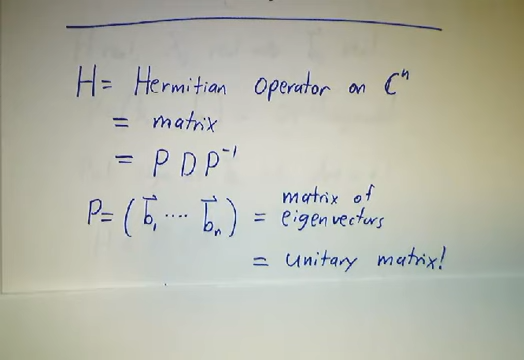 H = Hermitian Operator on Cⁿ
= matrix
= P D P⁻¹
P = (b⃗₁ ···· b⃗ₙ) = matrix of eigenvectors
= unitary matrix!